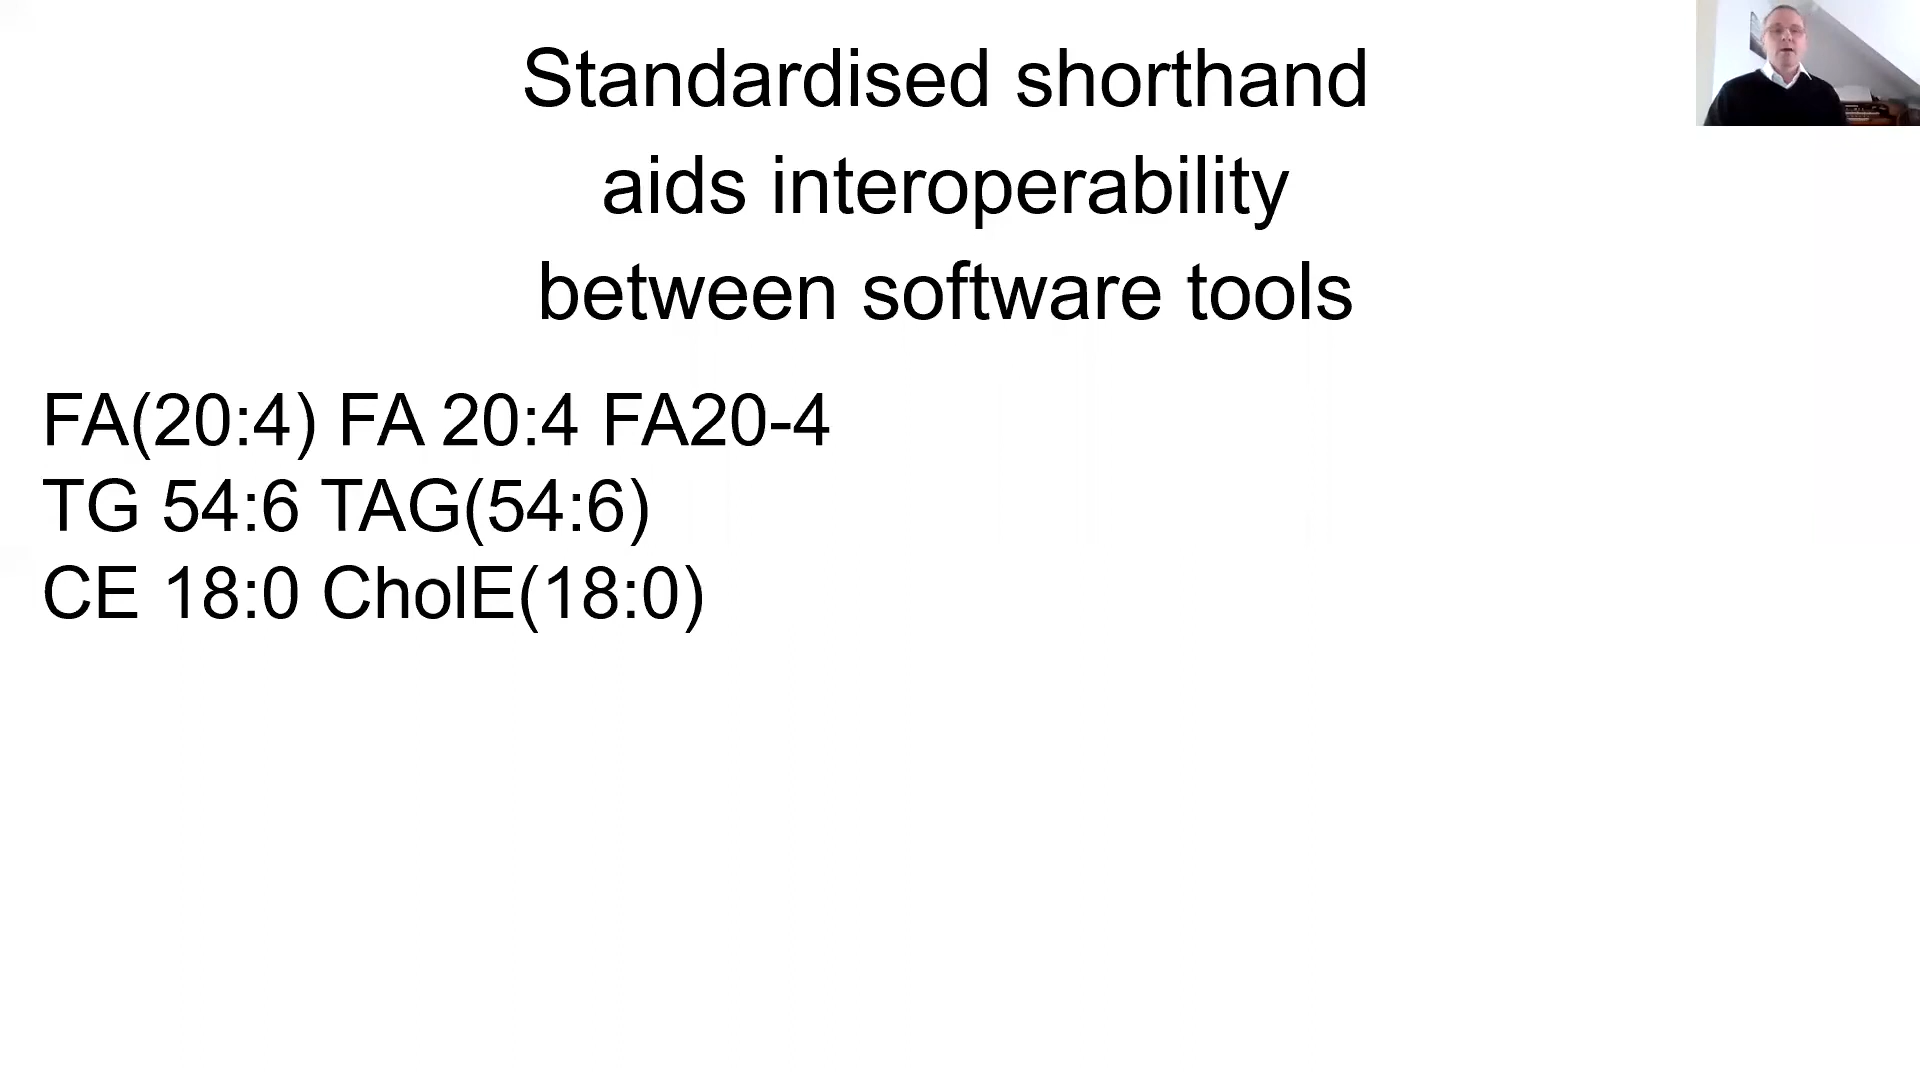 Standardised shorthand
aids interoperability
between software tools
FA(20:4) FA 20:4 FA20-4
TG 54:6 TAG(54:6)
CE 18:0 CholE(18:0)